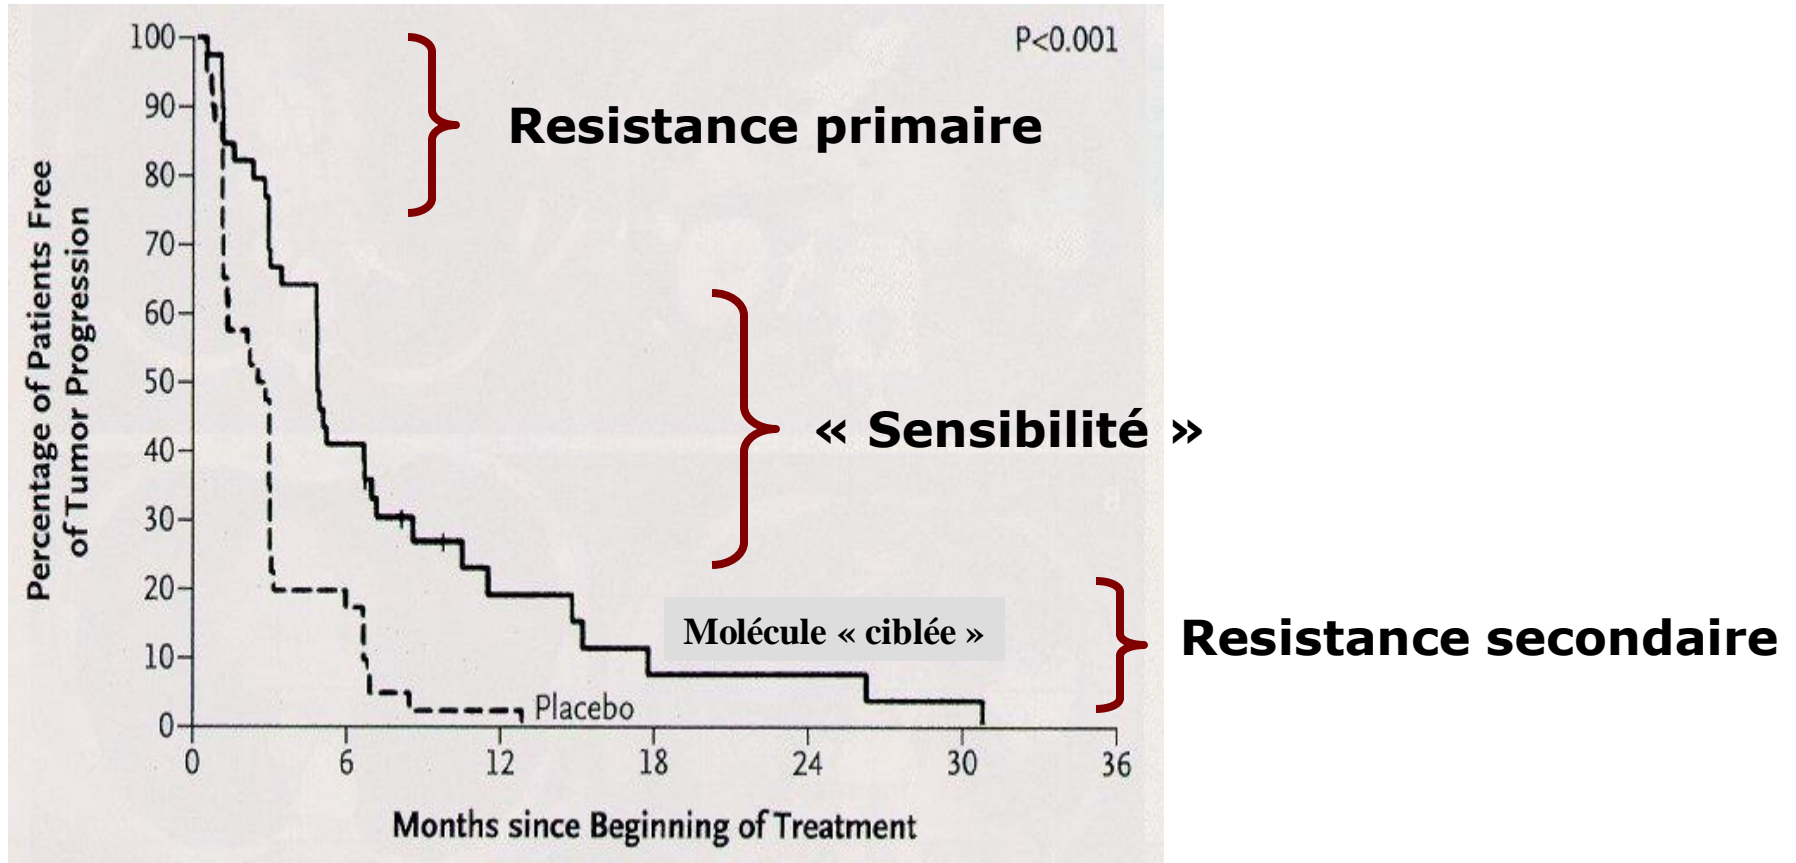 P<0.001
100
90
80
70
60
50
40
30
20
10
0
Percentage of Patients Free
of Tumor Progression
Resistance primaire
« Sensibilité »
Molécule « ciblée »
Resistance secondaire
Placebo
0 6 12 18 24 30 36
Months since Beginning of Treatment